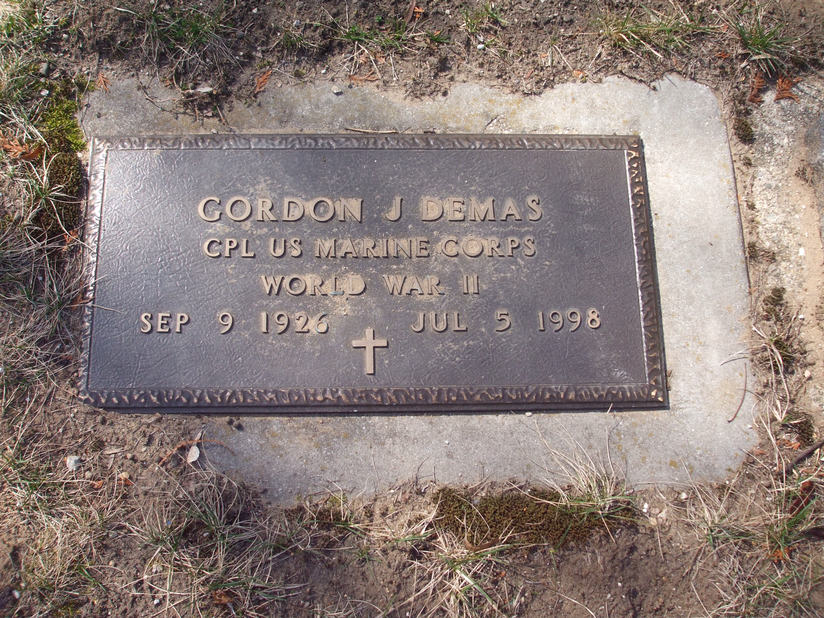 GORDON J DEMAS
CPL US MARINE CORPS
WORLD WAR II
SEP 9 1926 JUL 5 1998